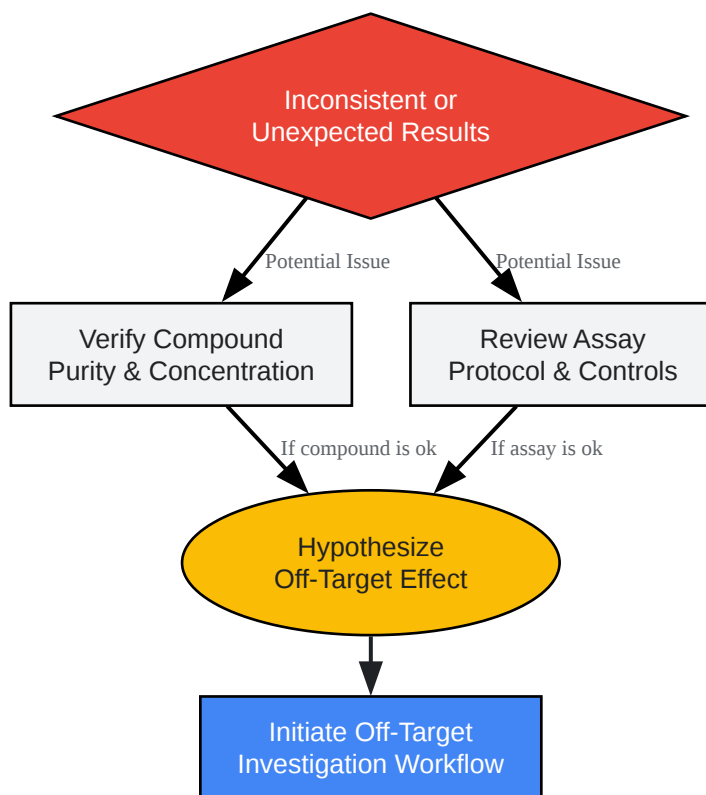 Inconsistent or
Unexpected Results
Potential Issue
Potential Issue
Verify Compound
Purity & Concentration
Review Assay
Protocol & Controls
If compound is ok
If assay is ok
Hypothesize
Off-Target Effect
Initiate Off-Target
Investigation Workflow